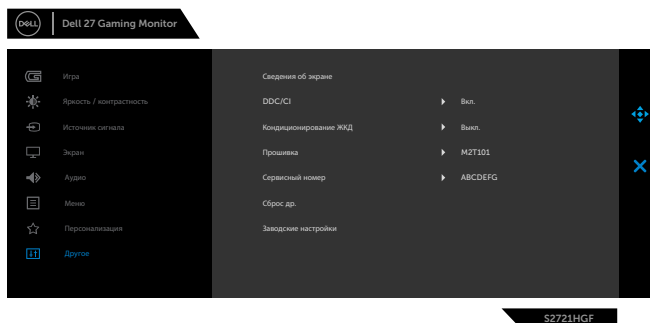 DELL
Dell 27 Gaming Monitor
Игра
Яркость / контрастность
Источник сигнала
Экран
Аудио
Меню
Персонализация
Другое
Сведения об экране
DDC/CI Вкл.
Кондиционирование ЖКД Выкл.
Прошивка M2T101
Сервисный номер ABCDEFG
Сброс др.
Заводские настройки
S2721HGF